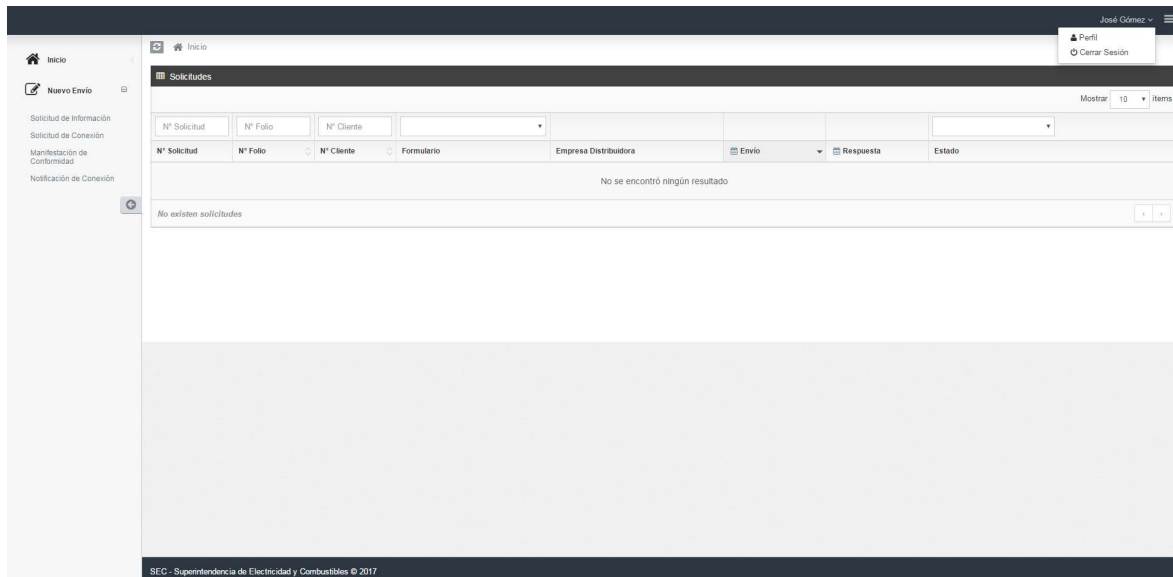 José Gómez
Perfil
Cerrar Sesión
Inicio
Inicio
Nuevo Envío
Solicitud de Información
Solicitud de Conexión
Manifestación de
Conformidad
Notificación de Conexión
Solicitudes
Mostrar 10 items
N° Solicitud N° Folio N° Cliente
N° Solicitud N° Folio N° Cliente Formulario Empresa Distribuidora Envío Respuesta Estado
No se encontró ningún resultado
No existen solicitudes
SEC - Superintendencia de Electricidad y Combustibles © 2017